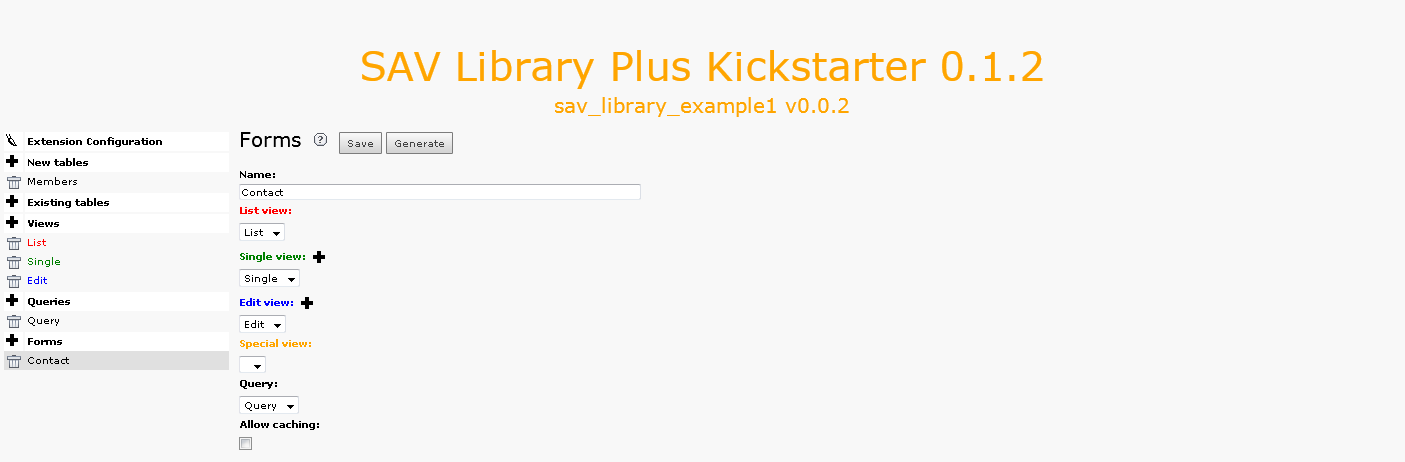 SAV Library Plus Kickstarter 0.1.2
sav_library_example1 v0.0.2
Extension Configuration
New tables
Members
Existing tables
Views
List
Single
Edit
Queries
Query
Forms
Contact
Forms ? Save Generate
Name:
Contact
List view:
List
Single view:
Single
Edit view:
Edit
Special view:
Query:
Query
Allow caching: